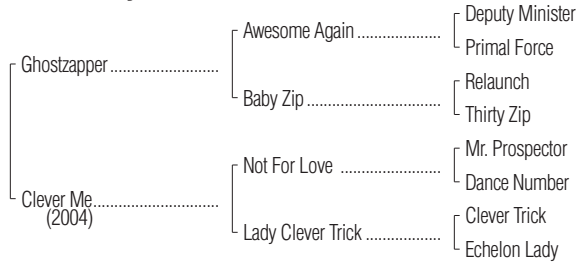 Deputy Minister
Awesome Again ..................
Primal Force
Ghostzapper ........................
Relaunch
Baby Zip .............................
Thirty Zip
Mr. Prospector
Not For Love ......................
Dance Number
Clever Me...........................
(2004)
Clever Trick
Lady Clever Trick .................
Echelon Lady